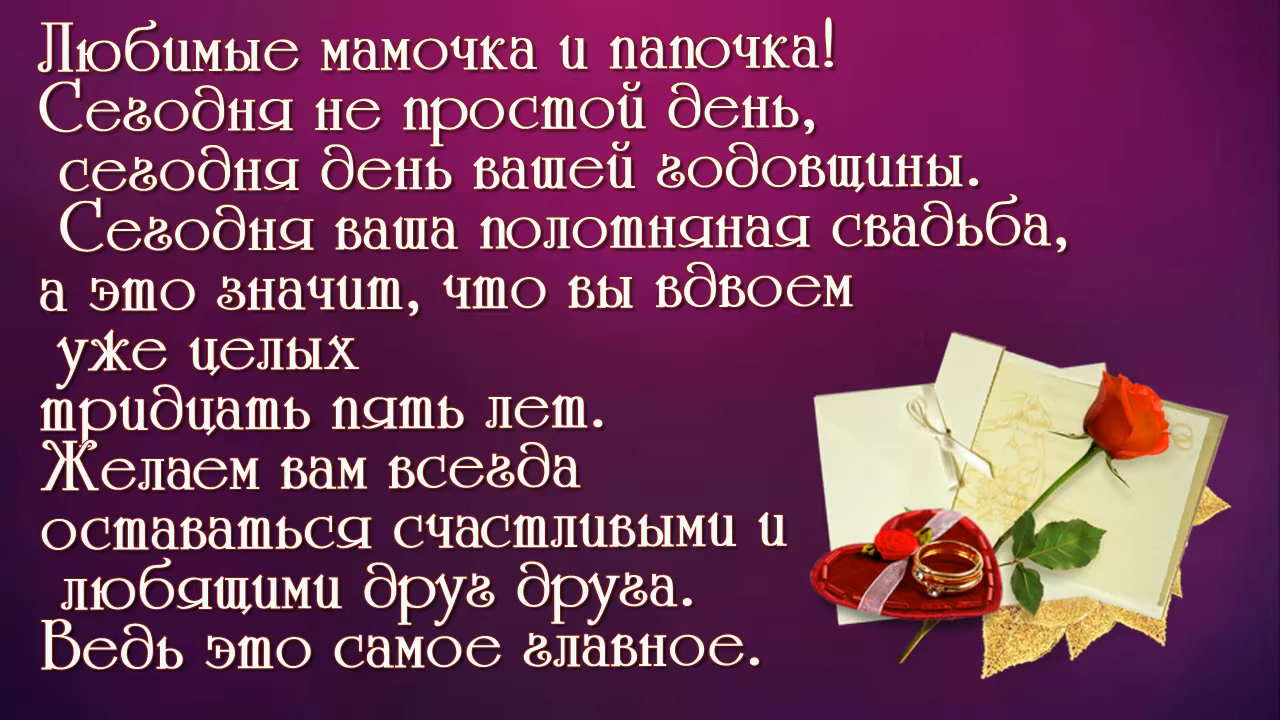 Любимые мамочка и папочка!
Сегодня не простой день,
сегодня день вашей годовщины.
Сегодня ваша полотняная свадьба,
а это значит, что вы вдвоем
уже целых
тридцать пять лет.
Желаем вам всегда
оставаться счастливыми и
любящими друг друга.
Ведь это самое главное.